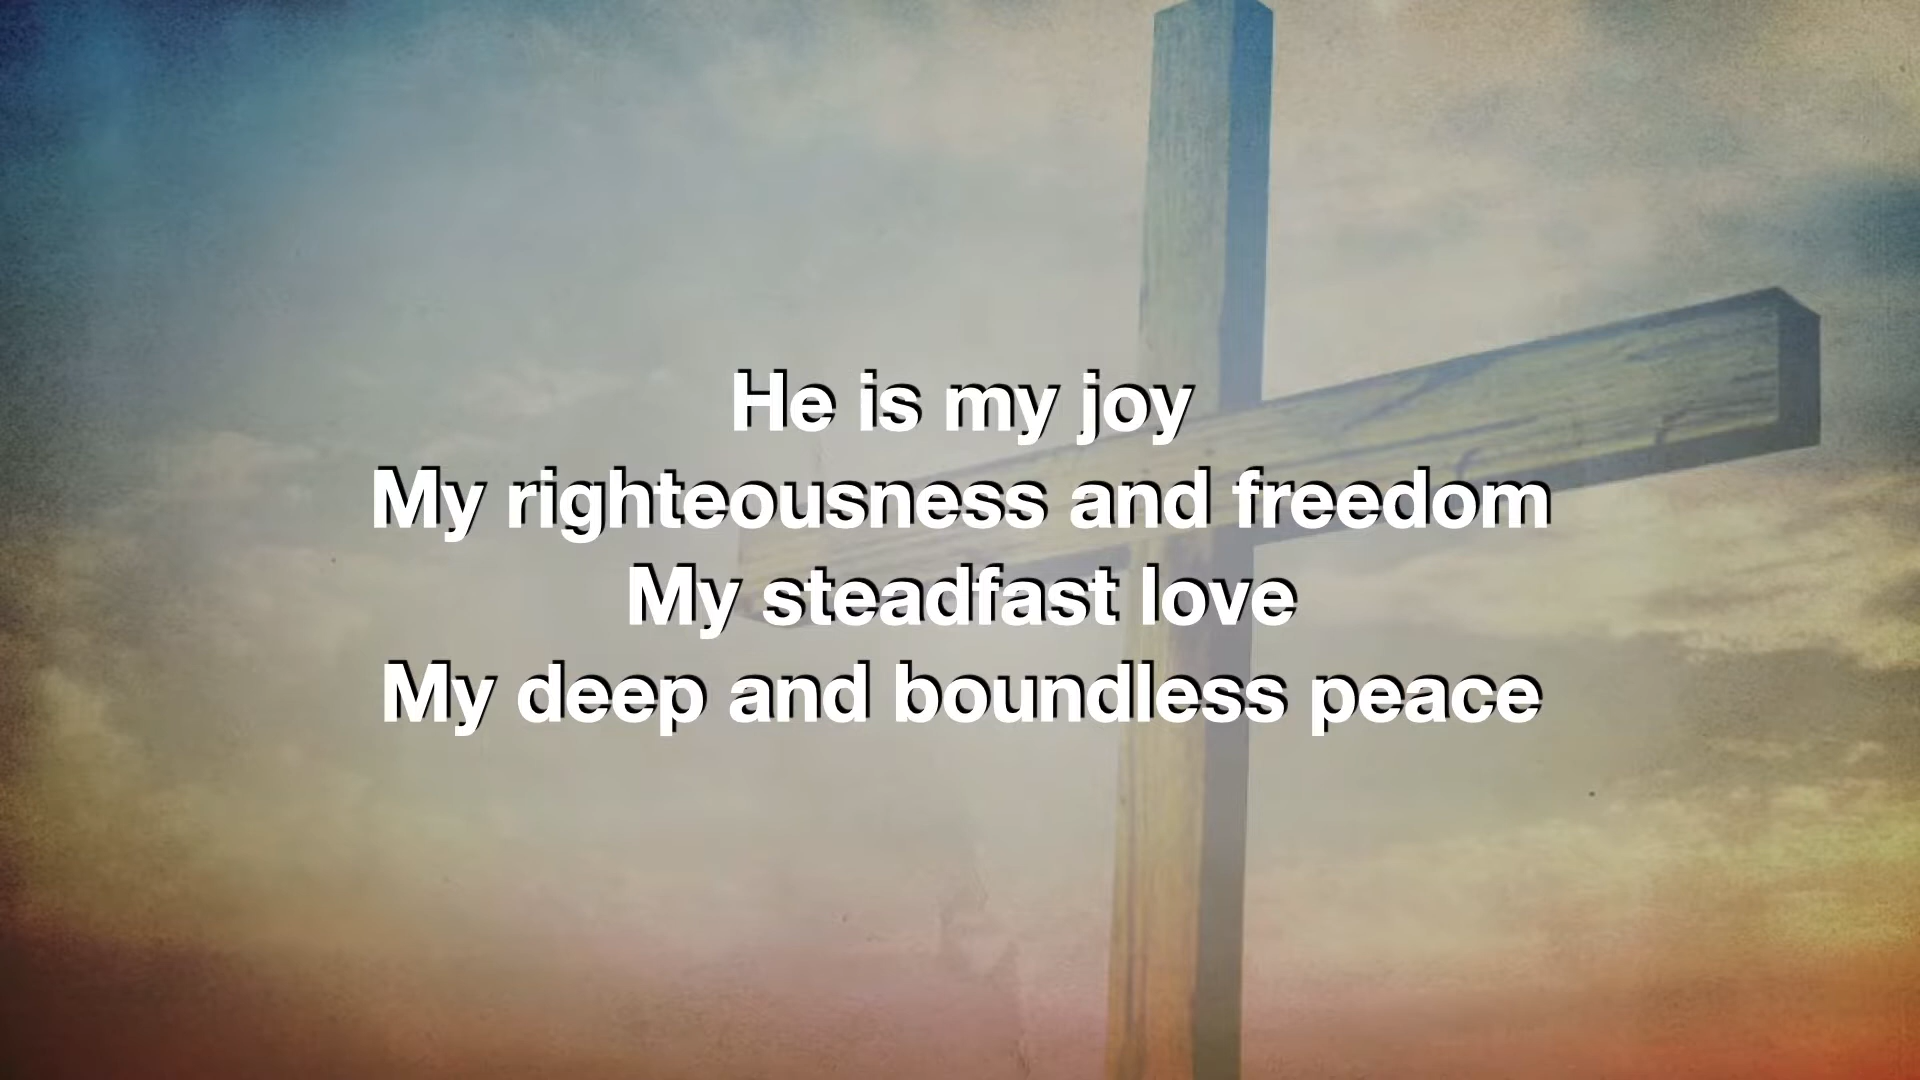 He is my joy
My righteousness and freedom
My steadfast love
My deep and boundless peace